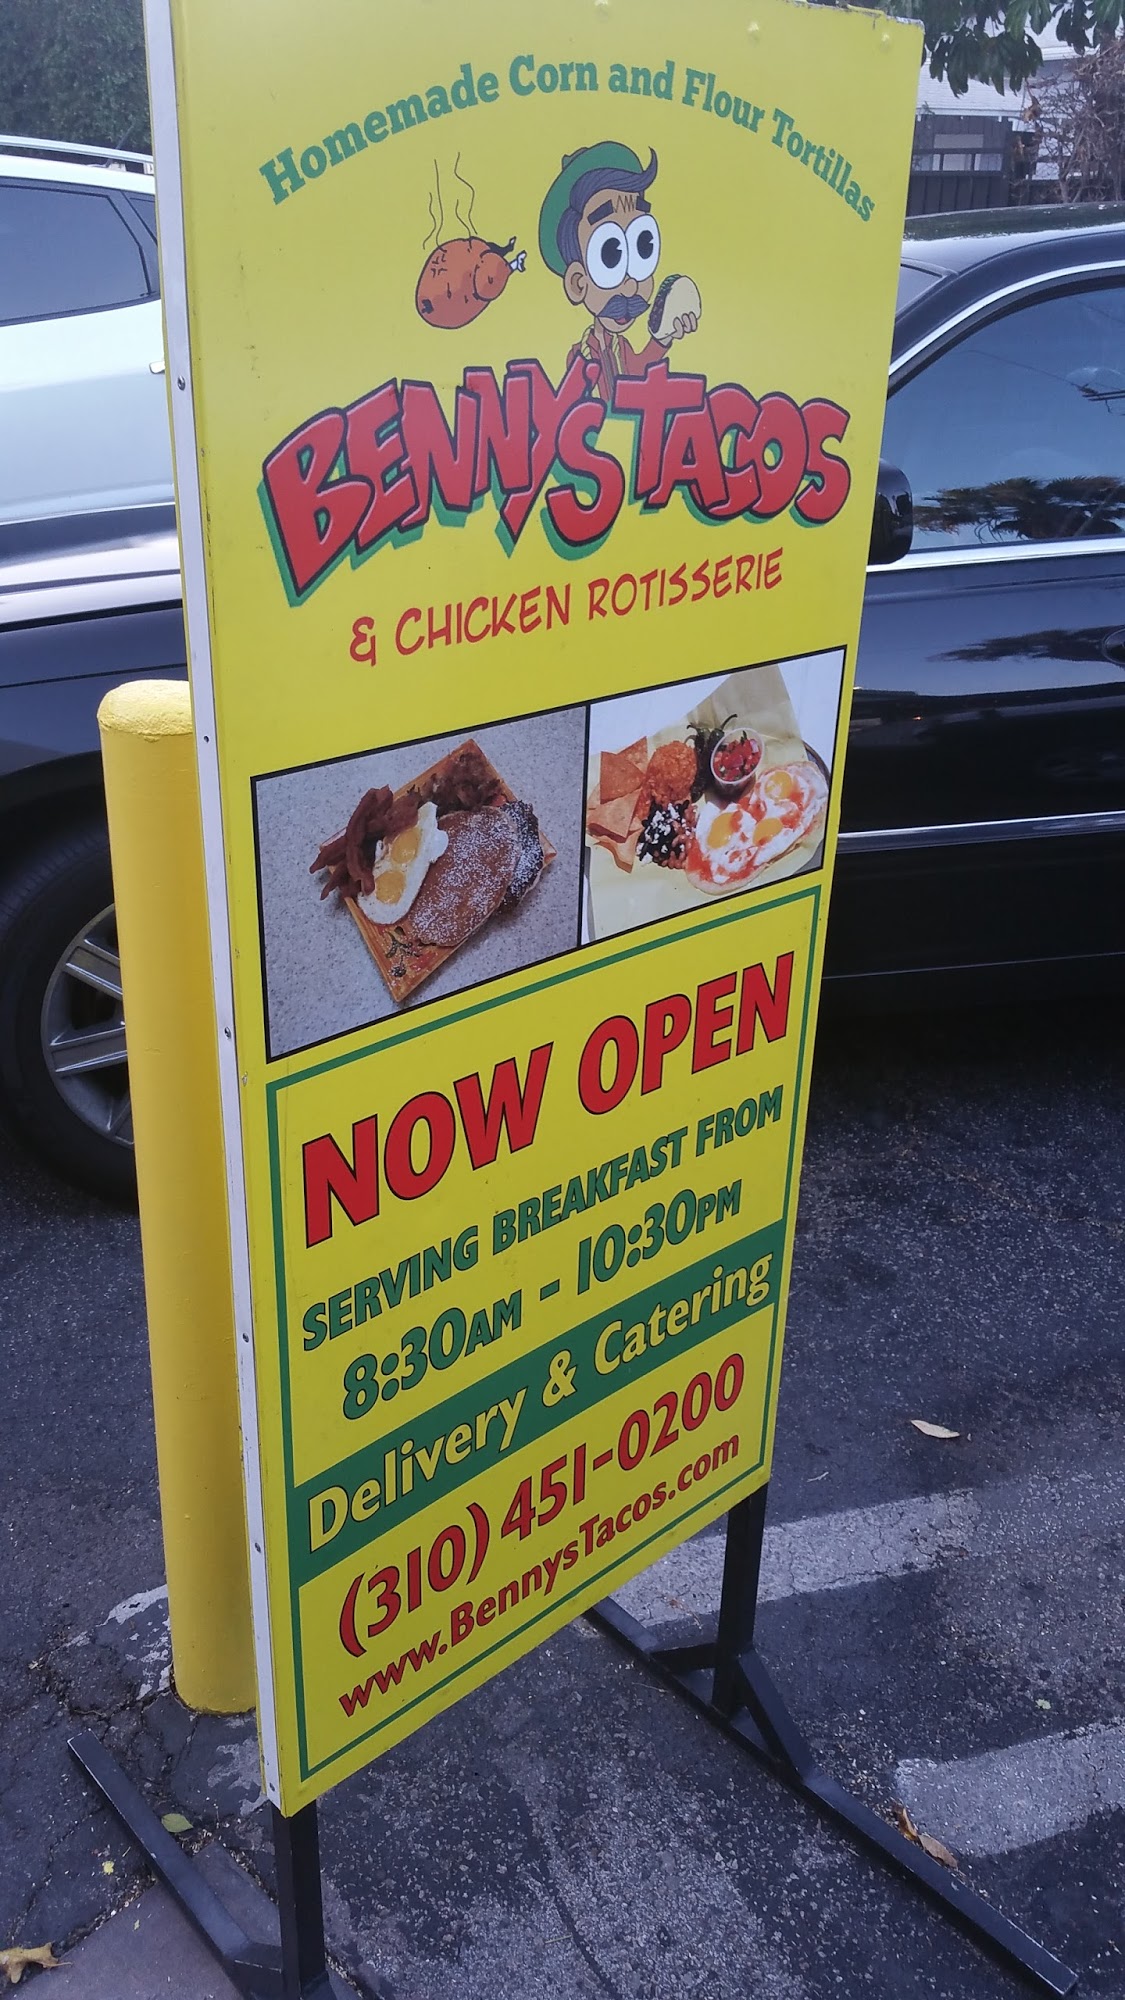 Homemade Corn and Flour Tortillas
BENNY'S TACOS
& CHICKEN ROTISSERIE
NOW OPEN
SERVING BREAKFAST FROM
8:30AM - 10:30PM
Delivery & Catering
(310) 451-0200
www.BennysTacos.com